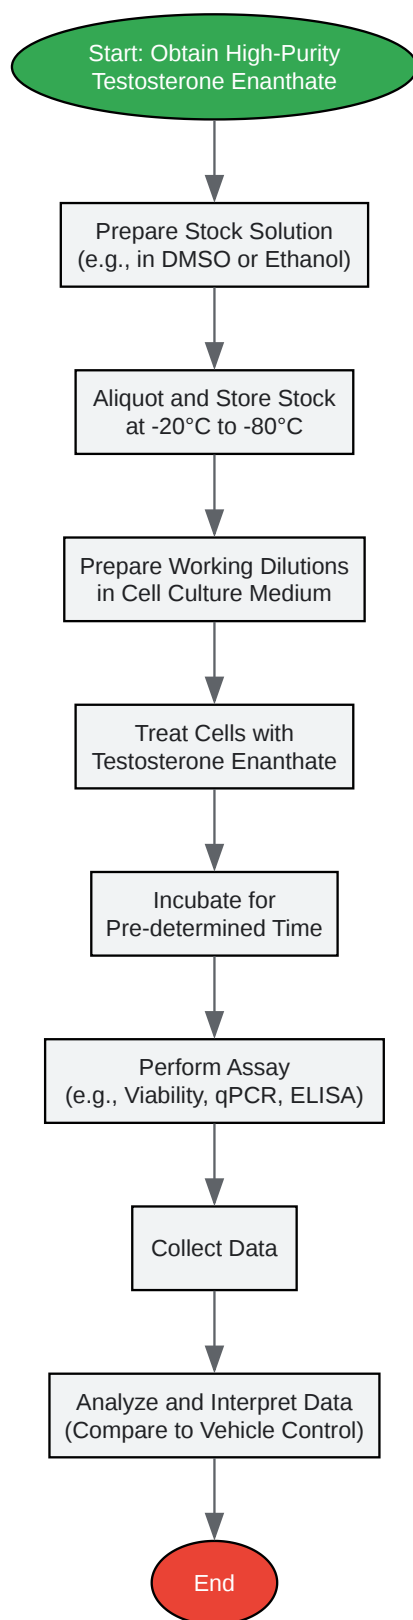 Start: Obtain High-Purity
Testosterone Enanthate
Prepare Stock Solution
(e.g., in DMSO or Ethanol)
Aliquot and Store Stock
at -20°C to -80°C
Prepare Working Dilutions
in Cell Culture Medium
Treat Cells with
Testosterone Enanthate
Incubate for
Pre-determined Time
Perform Assay
(e.g., Viability, qPCR, ELISA)
Collect Data
Analyze and Interpret Data
(Compare to Vehicle Control)
End